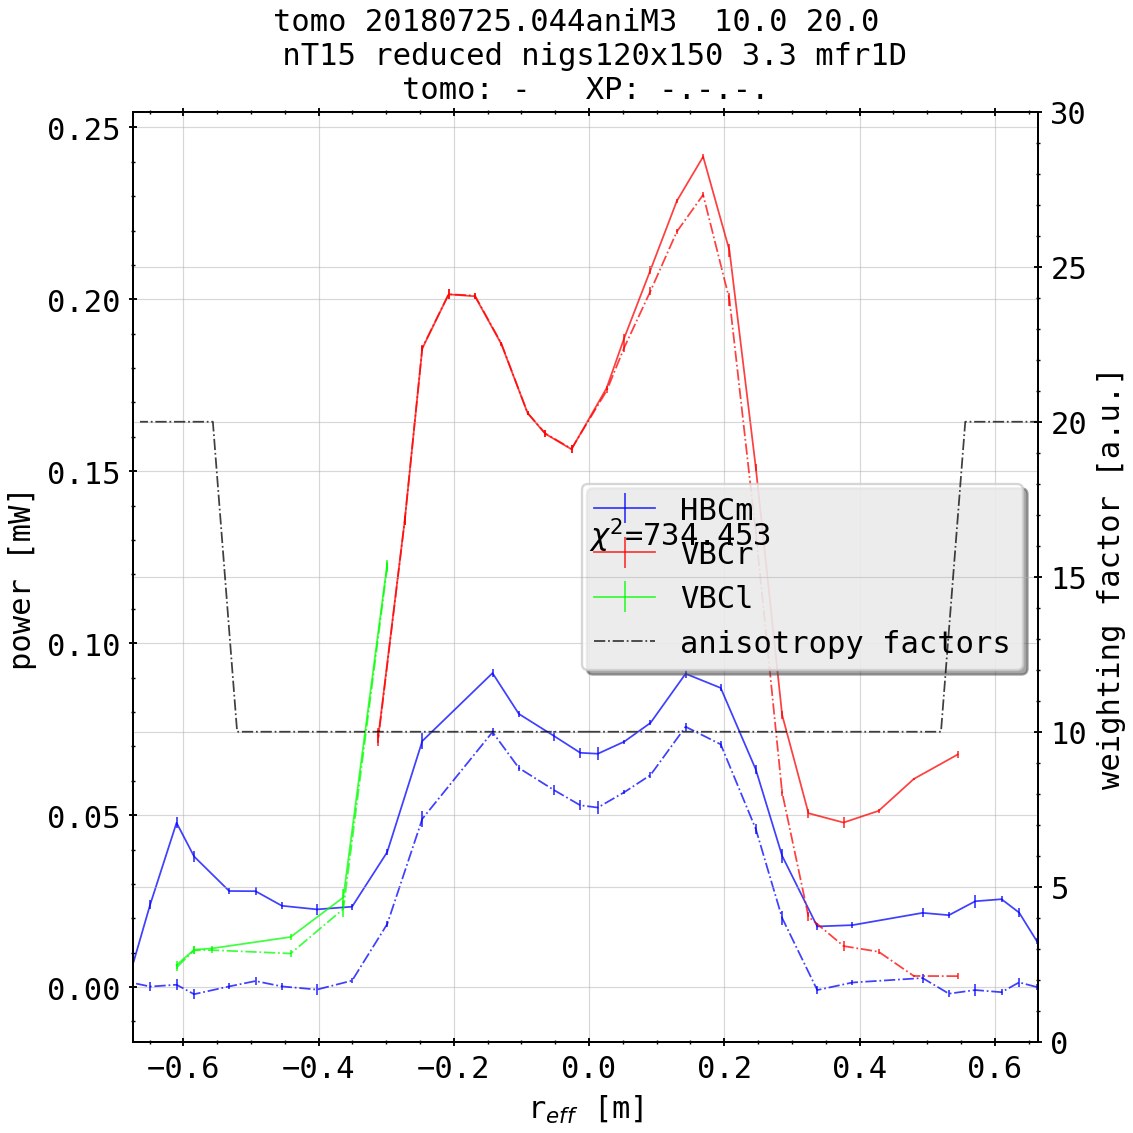 tomo 20180725.044aniM3  10.0 20.0
nT15 reduced nigs120x150 3.3 mfr1D
tomo: -   XP: -.-.-.
power [mW]
0.25
0.20
0.15
0.10
0.05
0.00
−0.6 −0.4 −0.2 0.0 0.2 0.4 0.6
r_eff [m]
30
25
20
15
10
5
0
weighting factor [a.u.]
HBCm
χ²=734.453
VBCr
VBCl
anisotropy factors